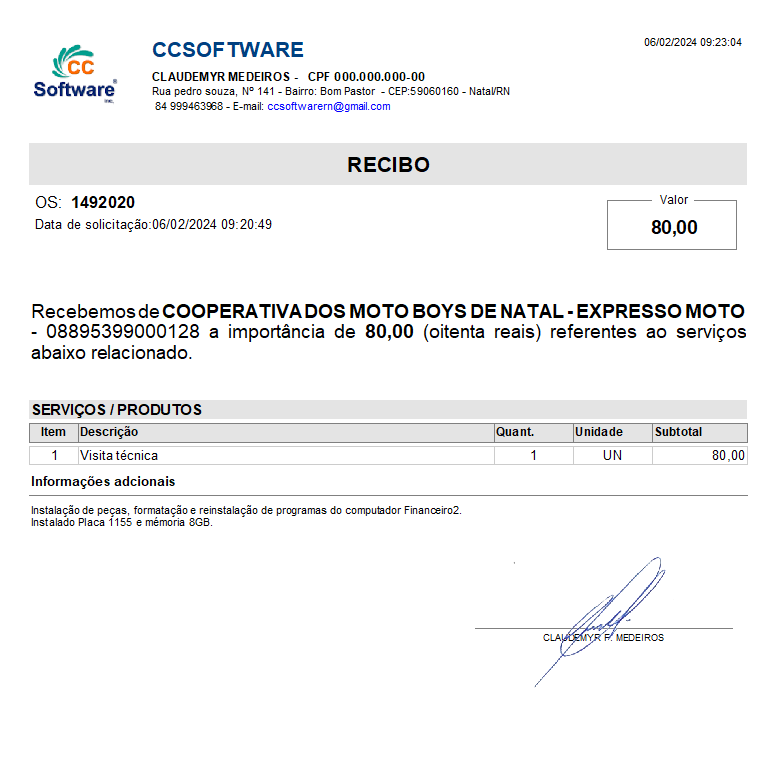 CC
Software®
INC.
CCSOFTWARE
06/02/2024 09:23:04
CLAUDEMYR MEDEIROS - CPF 000.000.000-00
Rua pedro souza, Nº 141 - Bairro: Bom Pastor - CEP:59060160 - Natal/RN
84 999463968 - E-mail: ccsoftwarern@gmail.com
RECIBO
OS: 1492020
Data de solicitação:06/02/2024 09:20:49
Valor
80,00
Recebemos de COOPERATIVA DOS MOTO BOYS DE NATAL - EXPRESSO MOTO
- 08895399000128 a importância de 80,00 (oitenta reais) referentes ao serviços
abaixo relacionado.
SERVIÇOS / PRODUTOS
Item Descrição Quant. Unidade Subtotal
1 Visita técnica 1 UN 80,00
Informações adcionais
Instalação de peças, formatação e reinstalação de programas do computador Financeiro2.
Instalado Placa 1155 e mémoria 8GB.
CLAUDEMYR F. MEDEIROS